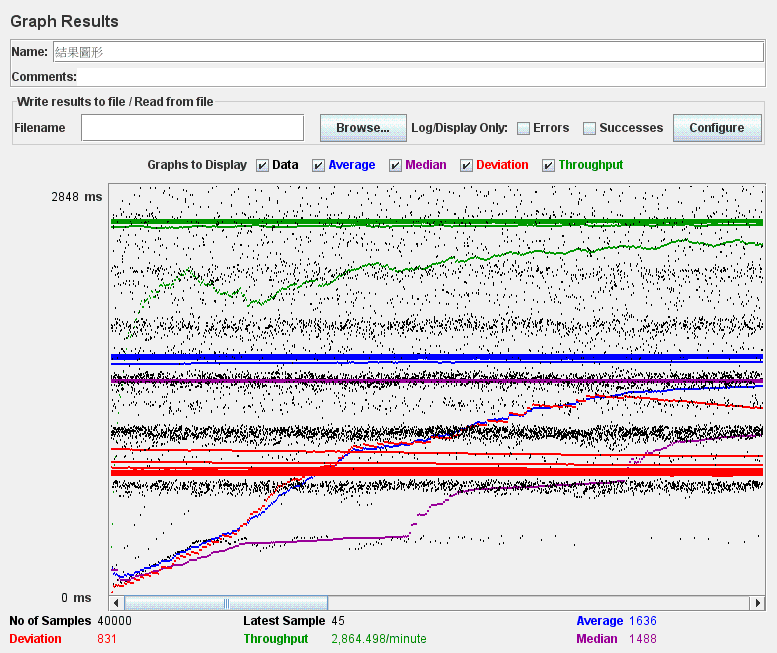 Graph Results
Name: 結果圖形
Comments:
Write results to file / Read from file
Filename Browse... Log/Display Only: Errors Successes Configure
Graphs to Display Data Average Median Deviation Throughput
2848 ms
0 ms
No of Samples 40000 Latest Sample 45 Average 1636
Deviation 831 Throughput 2,864.498/minute Median 1488